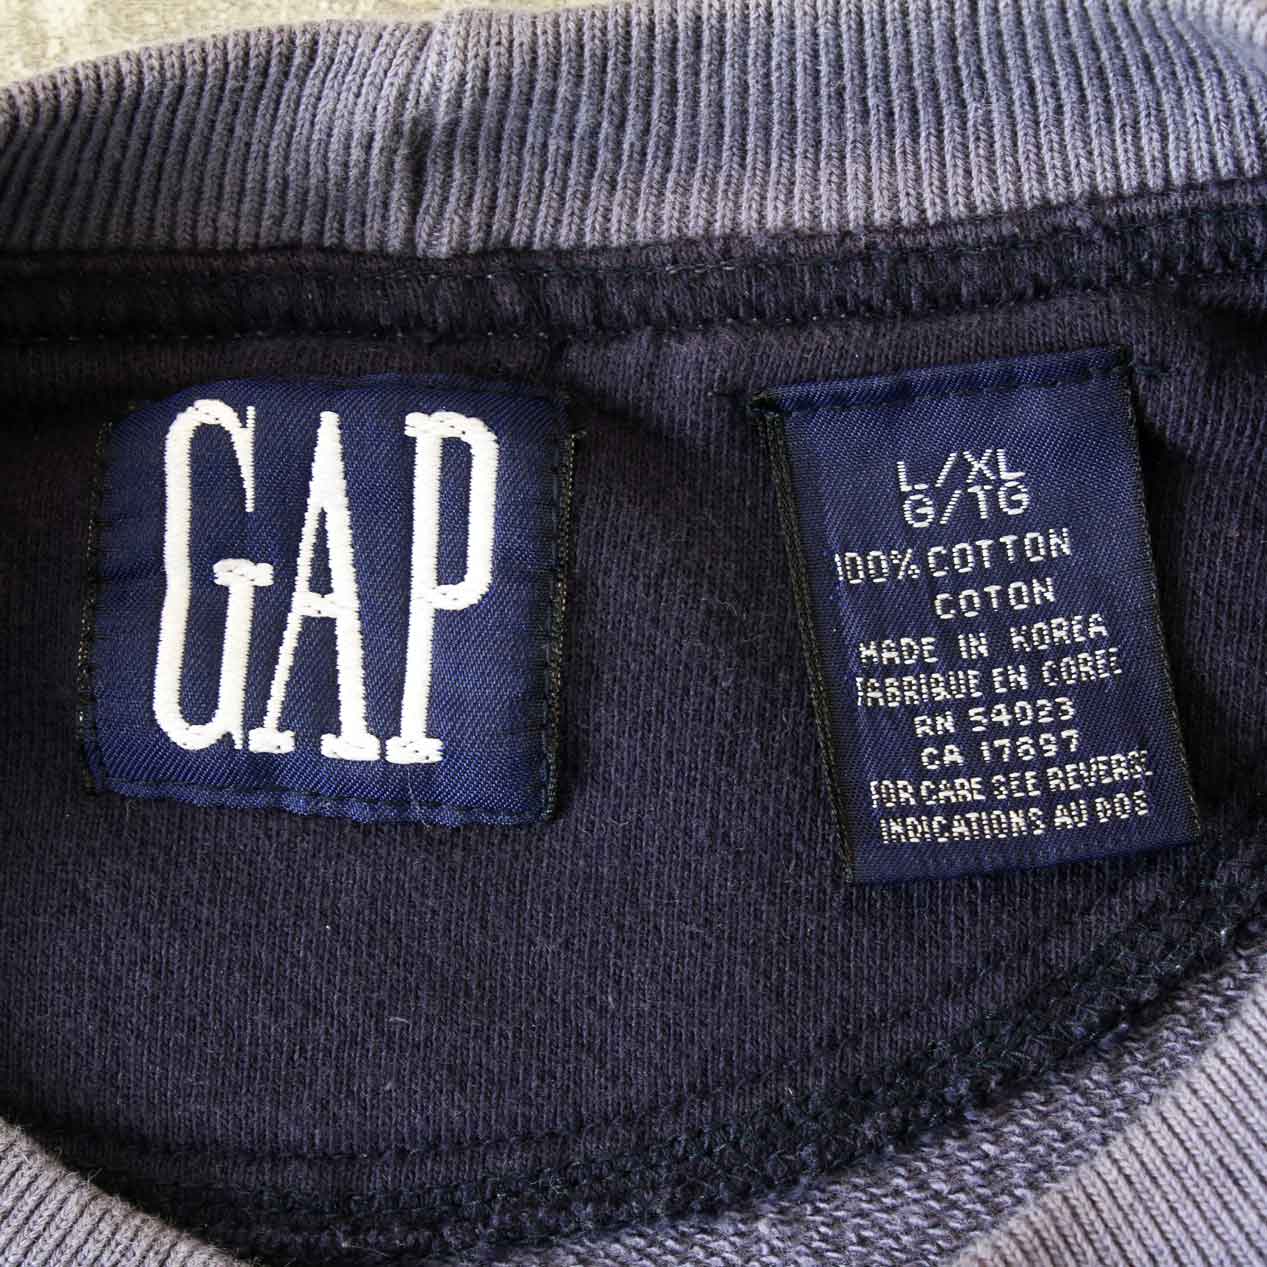 GAP
L/XL
G/TG
100% COTTON
COTON
MADE IN KOREA
FABRIQUE EN COREE
RN 54023
CA 17897
FOR CARE SEE REVERSE
INDICATIONS AU DOS